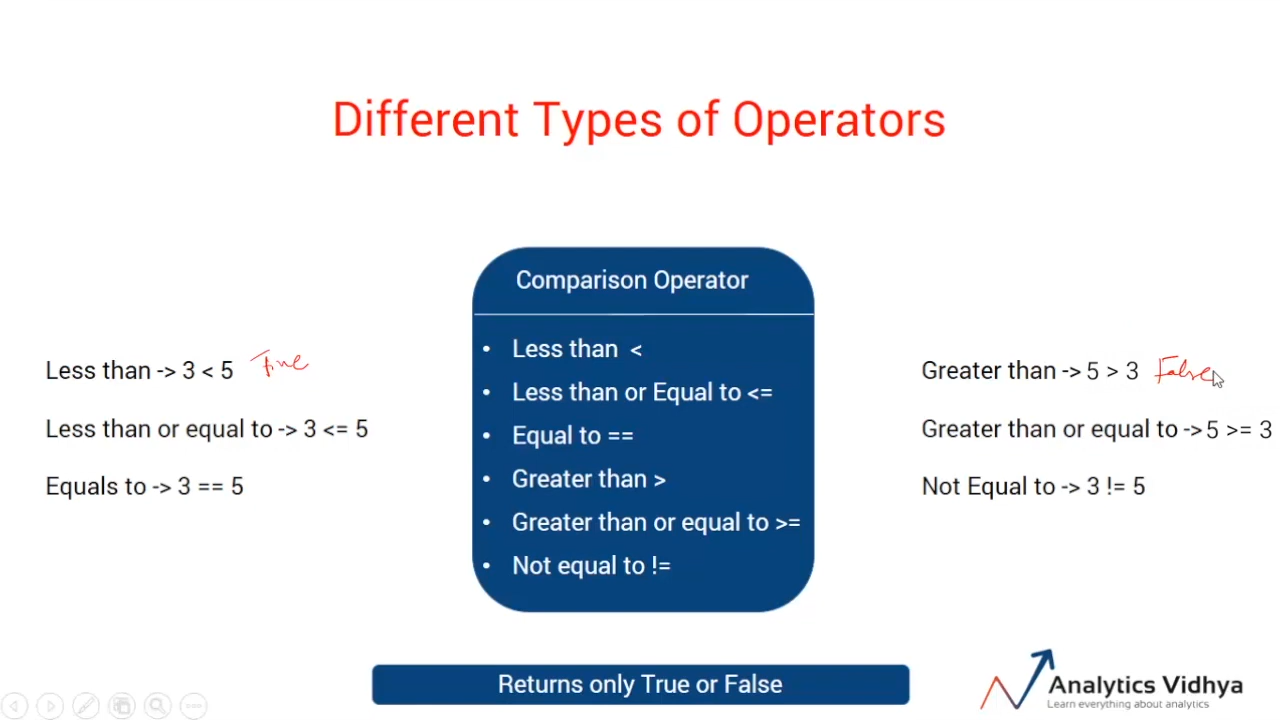 Different Types of Operators
Comparison Operator
• Less than <
• Less than or Equal to <=
• Equal to ==
• Greater than >
• Greater than or equal to >=
• Not equal to !=
Less than -> 3 < 5 True
Less than or equal to -> 3 <= 5
Equals to -> 3 == 5
Greater than -> 5 > 3 False
Greater than or equal to -> 5 >= 3
Not Equal to -> 3 != 5
Returns only True or False
Analytics Vidhya
Learn everything about analytics